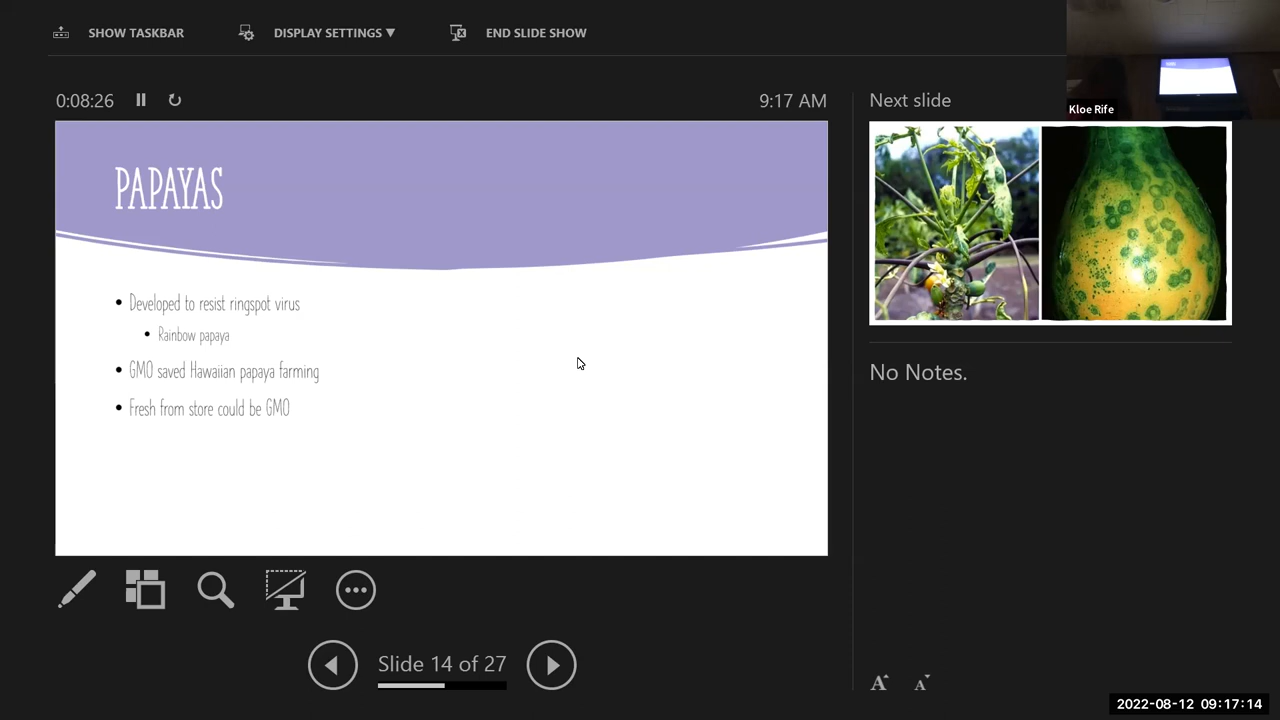 SHOW TASKBAR
DISPLAY SETTINGS ▼
END SLIDE SHOW
Kloe Rife
0:08:26
9:17 AM
Next slide
PAPAYAS
• Developed to resist ringspot virus
• Rainbow papaya
• GMO saved Hawaiian papaya farming
• Fresh from store could be GMO
No Notes.
Slide 14 of 27
A A
2022-08-12 09:17:14